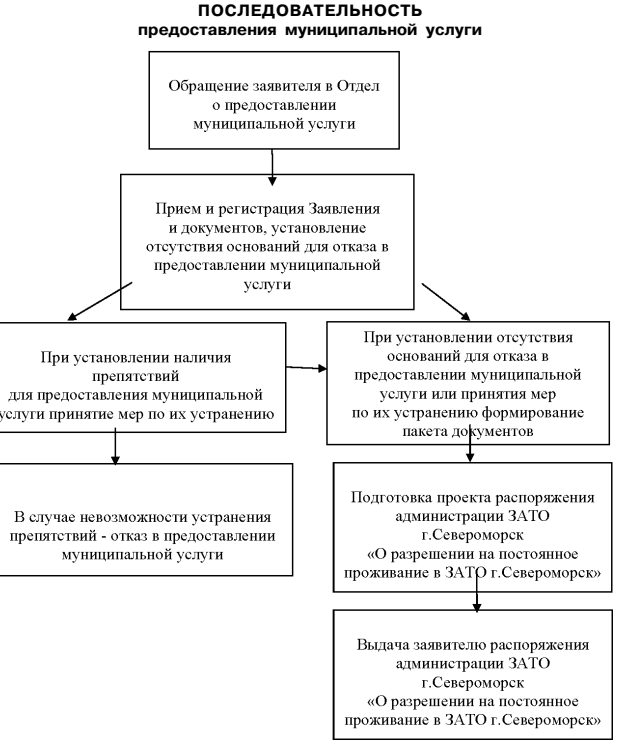 ПОСЛЕДОВАТЕЛЬНОСТЬ
предоставления муниципальной услуги
Обращение заявителя в Отдел
о предоставлении
муниципальной услуги
Прием и регистрация Заявления
и документов, установление
отсутствия оснований для отказа в
предоставлении муниципальной
услуги
При установлении наличия
препятствий
для предоставления муниципальной
услуги принятие мер по их устранению
При установлении отсутствия
оснований для отказа в
предоставлении муниципальной
услуги или принятия мер
по их устранению формирование
пакета документов
В случае невозможности устранения
препятствий - отказ в предоставлении
муниципальной услуги
Подготовка проекта распоряжения
администрации ЗАТО
г.Североморск
«О разрешении на постоянное
проживание в ЗАТО г.Североморск»
Выдача заявителю распоряжения
администрации ЗАТО
г.Североморск
«О разрешении на постоянное
проживание в ЗАТО г.Североморск»